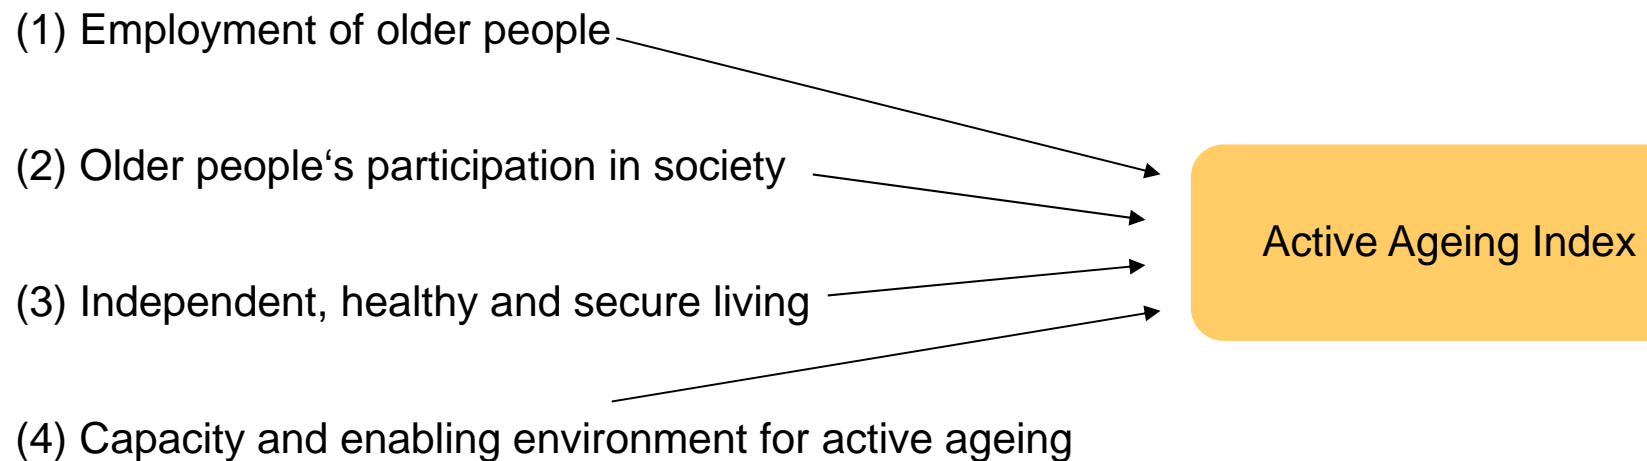 (1) Employment of older people
(2) Older people‘s participation in society
(3) Independent, healthy and secure living
(4) Capacity and enabling environment for active ageing
Active Ageing Index